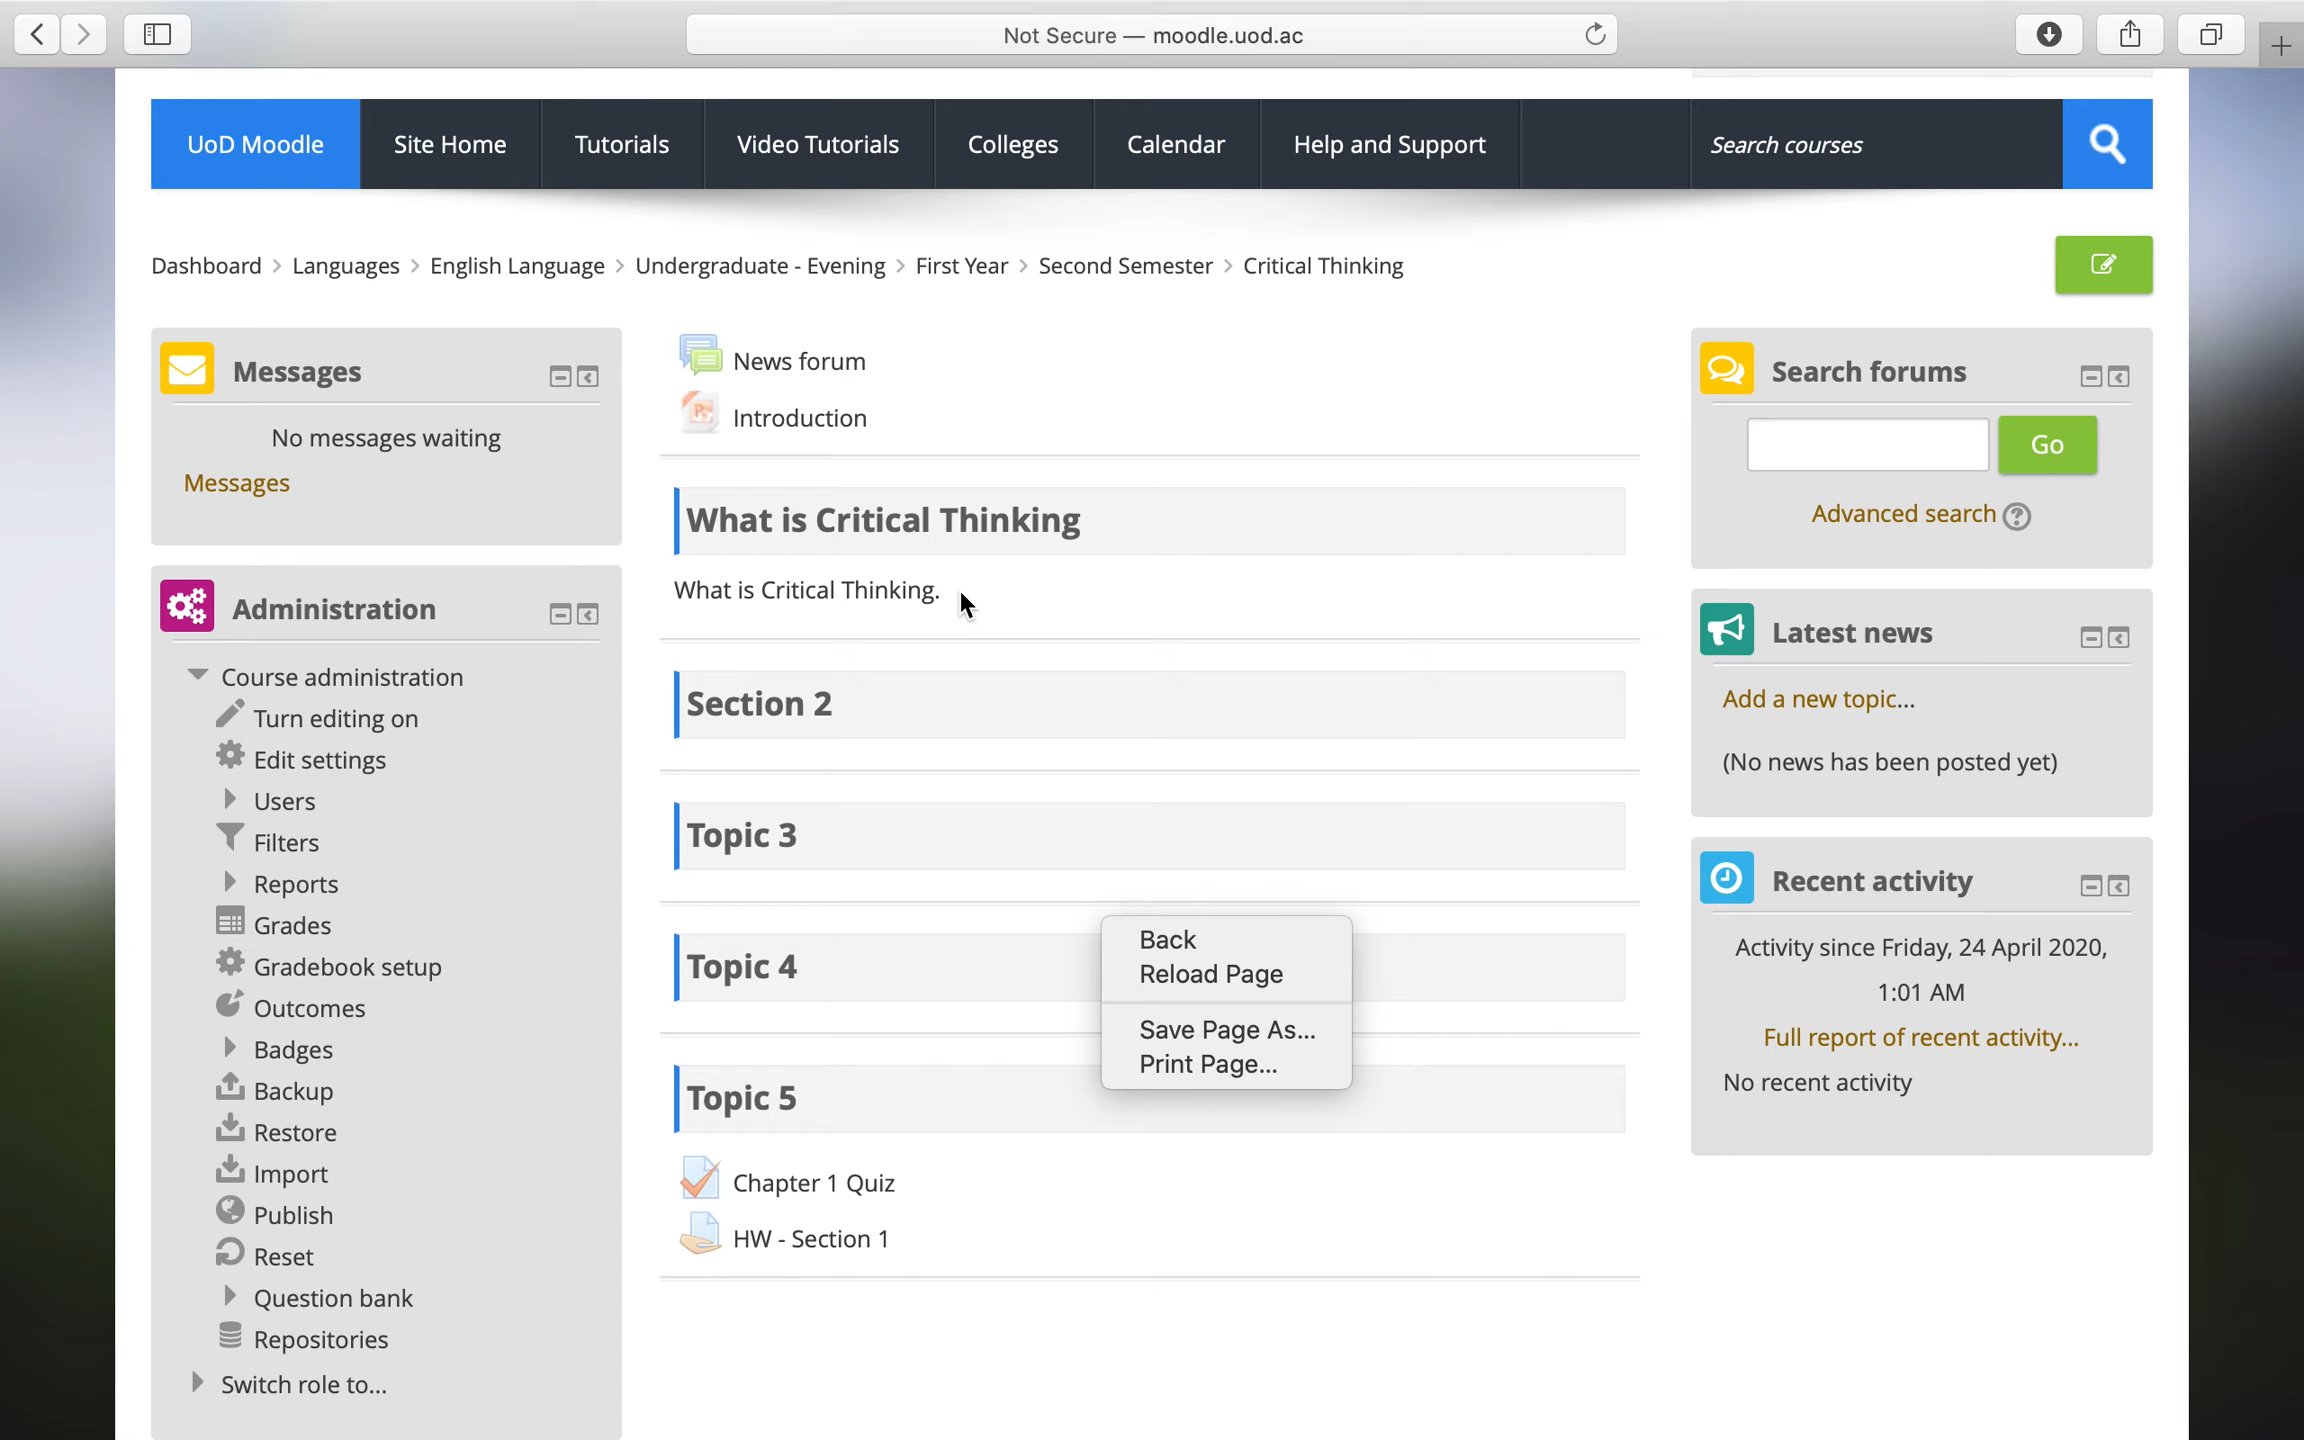 Not Secure — moodle.uod.ac
UoD Moodle
Site Home
Tutorials
Video Tutorials
Colleges
Calendar
Help and Support
Search courses
Dashboard > Languages > English Language > Undergraduate - Evening > First Year > Second Semester > Critical Thinking
Messages
No messages waiting
Messages
Administration
Course administration
Turn editing on
Edit settings
Users
Filters
Reports
Grades
Gradebook setup
Outcomes
Badges
Backup
Restore
Import
Publish
Reset
Question bank
Repositories
Switch role to...
News forum
Introduction
What is Critical Thinking
What is Critical Thinking.
Section 2
Topic 3
Topic 4
Topic 5
Chapter 1 Quiz
HW - Section 1
Back
Reload Page
Save Page As...
Print Page...
Search forums
Go
Advanced search
Latest news
Add a new topic...
(No news has been posted yet)
Recent activity
Activity since Friday, 24 April 2020,
1:01 AM
Full report of recent activity...
No recent activity